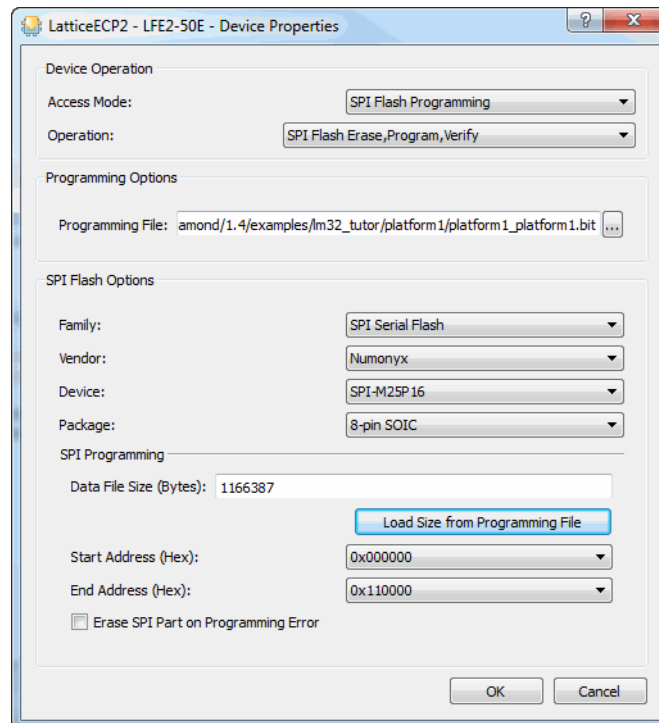 LatticeECP2 - LFE2-50E - Device Properties
Device Operation
Access Mode: SPI Flash Programming
Operation: SPI Flash Erase,Program,Verify
Programming Options
Programming File: amond/1.4/examples/lm32_tutor/platform1/platform1_platform1.bit ...
SPI Flash Options
Family: SPI Serial Flash
Vendor: Numonyx
Device: SPI-M25P16
Package: 8-pin SOIC
SPI Programming
Data File Size (Bytes): 1166387
Load Size from Programming File
Start Address (Hex): 0x000000
End Address (Hex): 0x110000
Erase SPI Part on Programming Error
OK Cancel